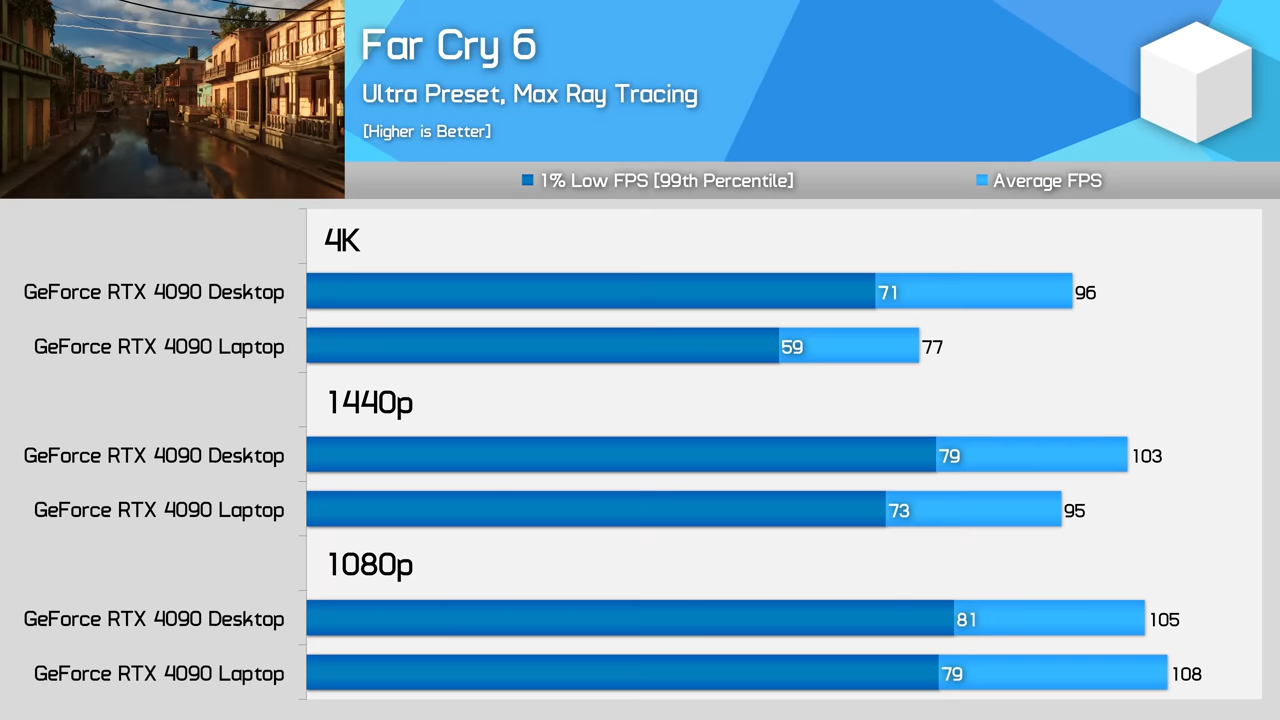 Far Cry 6
Ultra Preset, Max Ray Tracing
[Higher is Better]
1% Low FPS [99th Percentile] Average FPS
4K
GeForce RTX 4090 Desktop 71 96
GeForce RTX 4090 Laptop 59 77
1440p
GeForce RTX 4090 Desktop 79 103
GeForce RTX 4090 Laptop 73 95
1080p
GeForce RTX 4090 Desktop 81 105
GeForce RTX 4090 Laptop 79 108